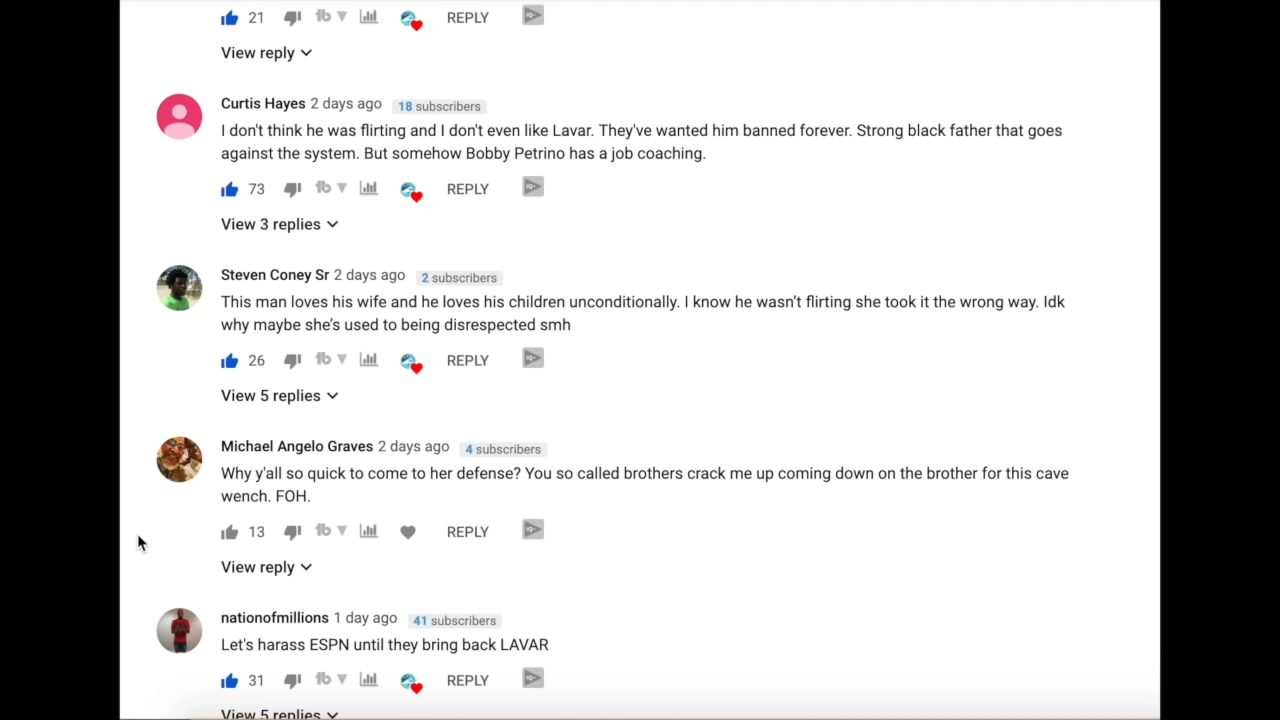 21 REPLY
View reply
Curtis Hayes 2 days ago 18 subscribers
I don't think he was flirting and I don't even like Lavar. They've wanted him banned forever. Strong black father that goes
against the system. But somehow Bobby Petrino has a job coaching.
73 REPLY
View 3 replies
Steven Coney Sr 2 days ago 2 subscribers
This man loves his wife and he loves his children unconditionally. I know he wasn’t flirting she took it the wrong way. Idk
why maybe she’s used to being disrespected smh
26 REPLY
View 5 replies
Michael Angelo Graves 2 days ago 4 subscribers
Why y'all so quick to come to her defense? You so called brothers crack me up coming down on the brother for this cave
wench. FOH.
13 REPLY
View reply
nationofmillions 1 day ago 41 subscribers
Let's harass ESPN until they bring back LAVAR
31 REPLY
View 5 replies